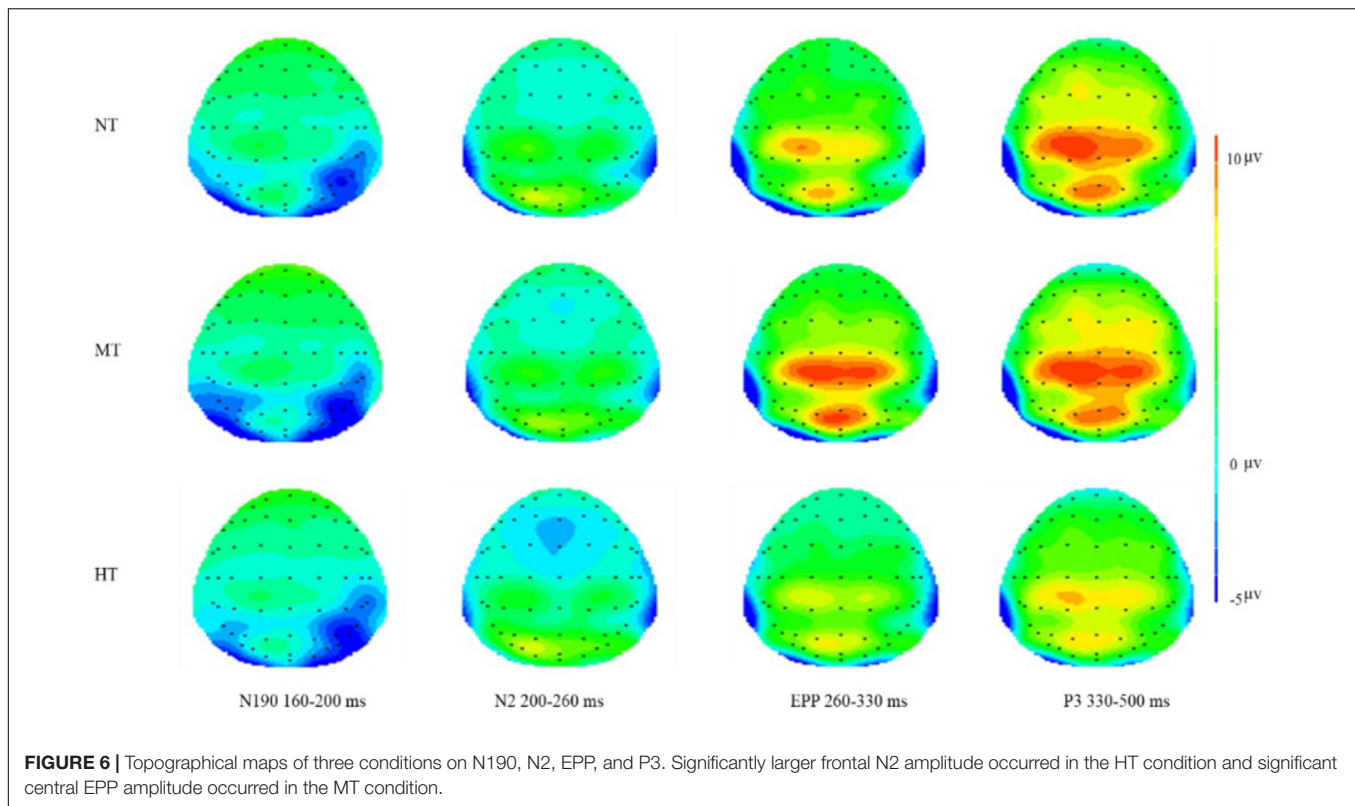 NT
10 μv
MT
0 μv
HT
-5 μv
N190 160-200 ms N2 200-260 ms EPP 260-330 ms P3 330-500 ms
FIGURE 6 | Topographical maps of three conditions on N190, N2, EPP, and P3. Significantly larger frontal N2 amplitude occurred in the HT condition and significant
central EPP amplitude occurred in the MT condition.